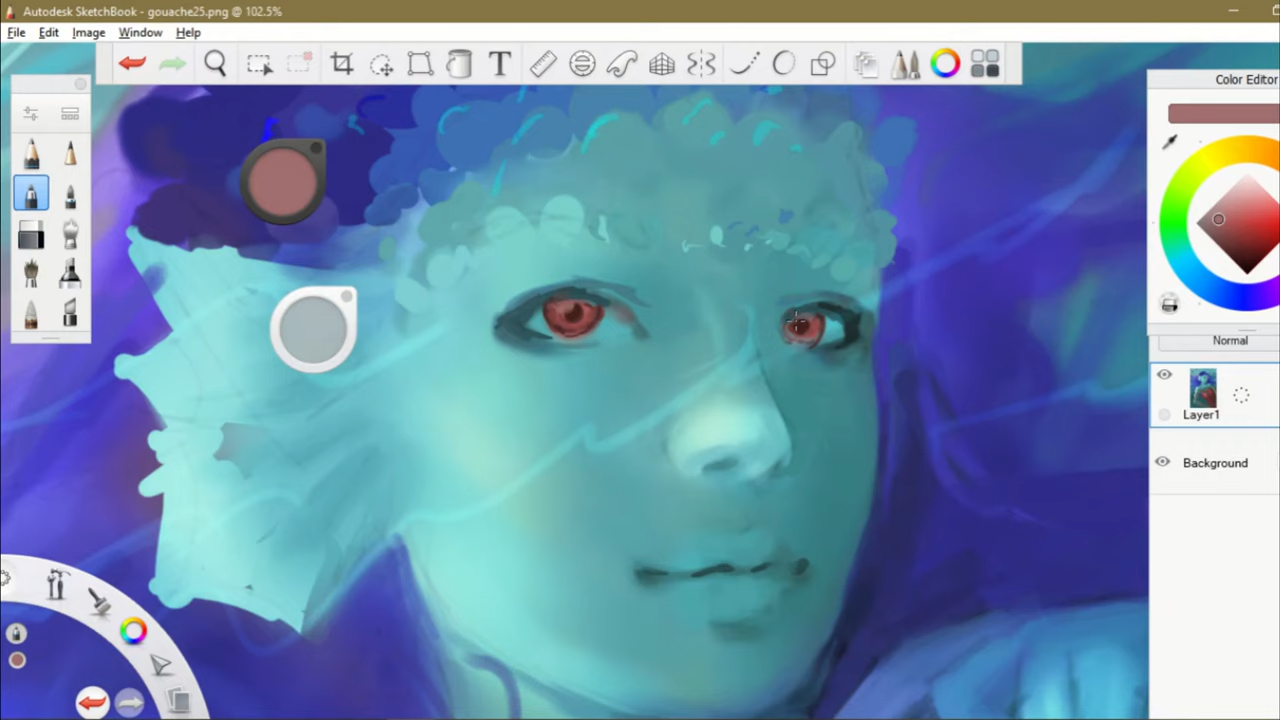 Autodesk SketchBook - gouache25.png @ 102.5%
File Edit Image Window Help
T
Color Editor
Normal
Layer1
Background